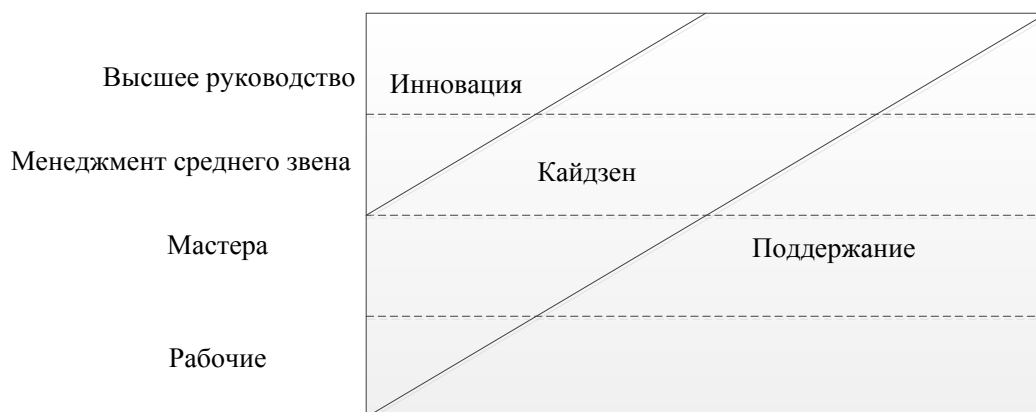 Высшее руководство
Инновация
Менеджмент среднего звена
Кайдзен
Мастера
Поддержание
Рабочие